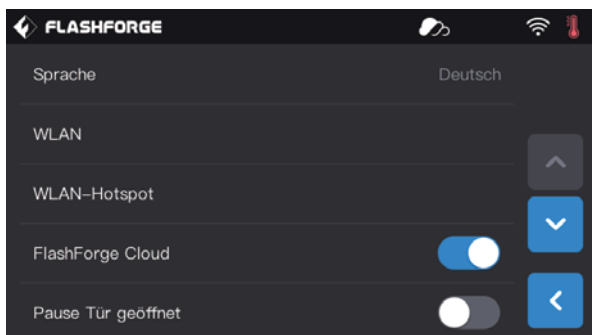 FLASHFORGE
Sprache Deutsch
WLAN
WLAN-Hotspot
FlashForge Cloud
Pause Tür geöffnet